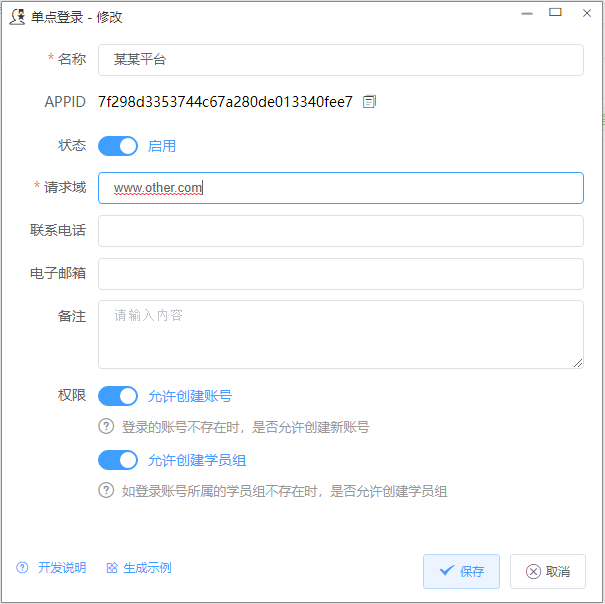 单点登录 - 修改
* 名称 某某平台
APPID 7f298d3353744c67a280de013340fee7
状态 启用
* 请求域 www.other.com
联系电话
电子邮箱
备注 请输入内容
权限 允许创建账号
登录的账号不存在时，是否允许创建新账号
允许创建学员组
如登录账号所属的学员组不存在时，是否允许创建学员组
开发说明 生成示例 保存 取消